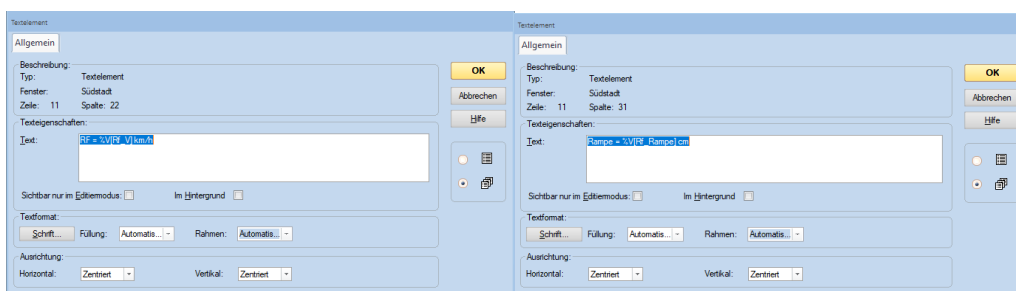 Textelement
Allgemein
Beschreibung:
Typ: Textelement
Fenster: Südstadt
Zeile: 11 Spalte: 22
Texteigenschaften:
Text: RF = %V[Rf_V] km/h
Sichtbar nur im Editiermodus: Im Hintergrund
Textformat:
Schrift... Füllung: Automatis... Rahmen: Automatis...
Ausrichtung:
Horizontal: Zentriert Vertikal: Zentriert
OK
Abbrechen
Hilfe
Textelement
Allgemein
Beschreibung:
Typ: Textelement
Fenster: Südstadt
Zeile: 11 Spalte: 31
Texteigenschaften:
Text: Rampe = %V[Rf_Rampe] cm
Sichtbar nur im Editiermodus: Im Hintergrund
Textformat:
Schrift... Füllung: Automatis... Rahmen: Automatis...
Ausrichtung:
Horizontal: Zentriert Vertikal: Zentriert
OK
Abbrechen
Hilfe